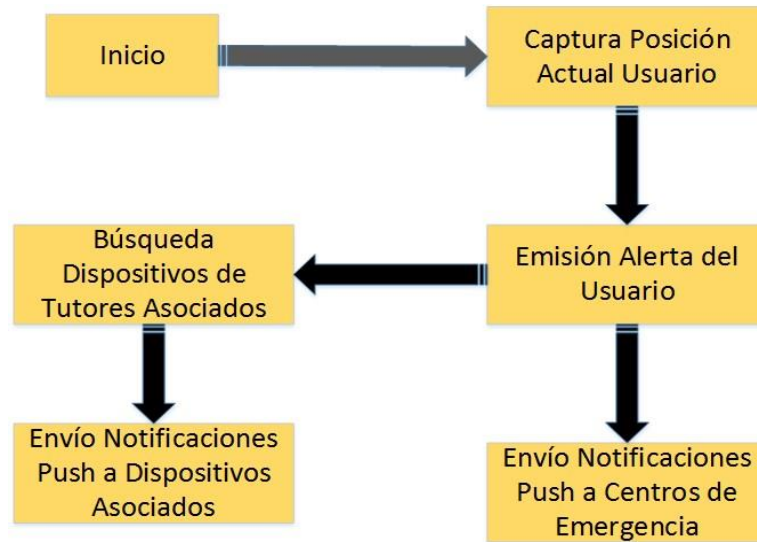 Inicio
Captura Posición
Actual Usuario
Búsqueda
Dispositivos de
Tutores Asociados
Emisión Alerta del
Usuario
Envío Notificaciones
Push a Dispositivos
Asociados
Envío Notificaciones
Push a Centros de
Emergencia